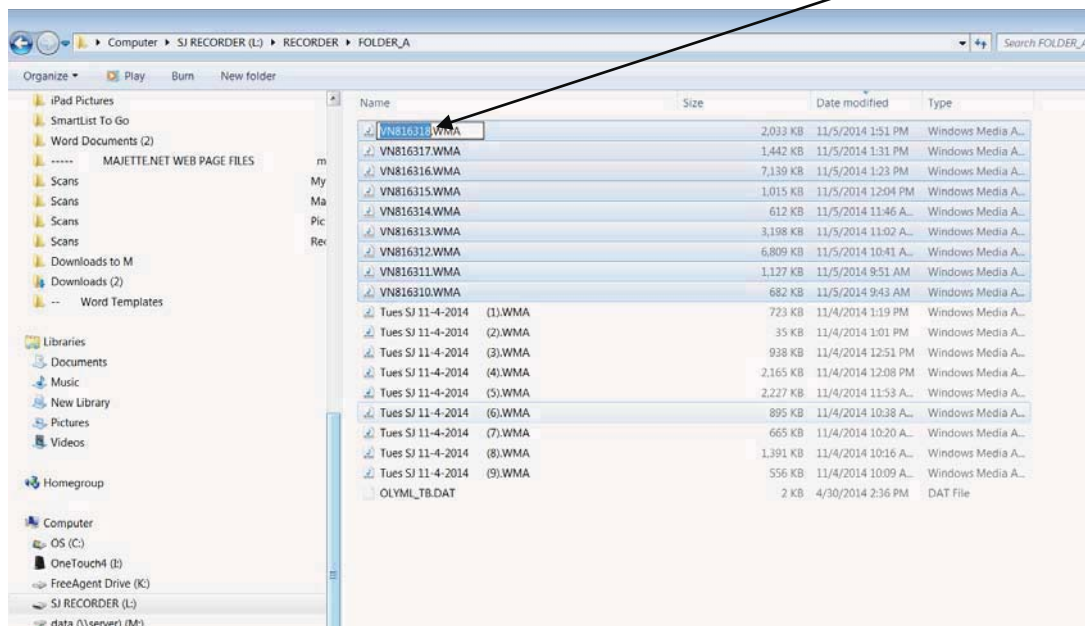 Computer ▸ SJ RECORDER (L:) ▸ RECORDER ▸ FOLDER_A
Search FOLDER_A
Organize Play Burn New folder
iPad Pictures
SmartList To Go
Word Documents (2)
----- MAJETTE.NET WEB PAGE FILES m
Scans My
Scans Ma
Scans Pic
Scans Rec
Downloads to M
Downloads (2)
-- Word Templates
Libraries
Documents
Music
New Library
Pictures
Videos
Homegroup
Computer
OS (C:)
OneTouch4 (I:)
FreeAgent Drive (K:)
SJ RECORDER (L:)
data (\\server) (M:)
Name Size Date modified Type
VN816318.WMA 2,033 KB 11/5/2014 1:51 PM Windows Media A...
VN816317.WMA 1,442 KB 11/5/2014 1:31 PM Windows Media A...
VN816316.WMA 7,139 KB 11/5/2014 1:23 PM Windows Media A...
VN816315.WMA 1,015 KB 11/5/2014 12:04 PM Windows Media A...
VN816314.WMA 612 KB 11/5/2014 11:46 A... Windows Media A...
VN816313.WMA 3,198 KB 11/5/2014 11:02 A... Windows Media A...
VN816312.WMA 6,809 KB 11/5/2014 10:41 A... Windows Media A...
VN816311.WMA 1,127 KB 11/5/2014 9:51 AM Windows Media A...
VN816310.WMA 682 KB 11/5/2014 9:43 AM Windows Media A...
Tues SJ 11-4-2014 (1).WMA 723 KB 11/4/2014 1:19 PM Windows Media A...
Tues SJ 11-4-2014 (2).WMA 35 KB 11/4/2014 1:01 PM Windows Media A...
Tues SJ 11-4-2014 (3).WMA 938 KB 11/4/2014 12:51 PM Windows Media A...
Tues SJ 11-4-2014 (4).WMA 2,165 KB 11/4/2014 12:08 PM Windows Media A...
Tues SJ 11-4-2014 (5).WMA 2,227 KB 11/4/2014 11:53 A... Windows Media A...
Tues SJ 11-4-2014 (6).WMA 895 KB 11/4/2014 10:38 A... Windows Media A...
Tues SJ 11-4-2014 (7).WMA 665 KB 11/4/2014 10:20 A... Windows Media A...
Tues SJ 11-4-2014 (8).WMA 1,391 KB 11/4/2014 10:16 A... Windows Media A...
Tues SJ 11-4-2014 (9).WMA 556 KB 11/4/2014 10:09 A... Windows Media A...
OLYML_TB.DAT 2 KB 4/30/2014 2:36 PM DAT File